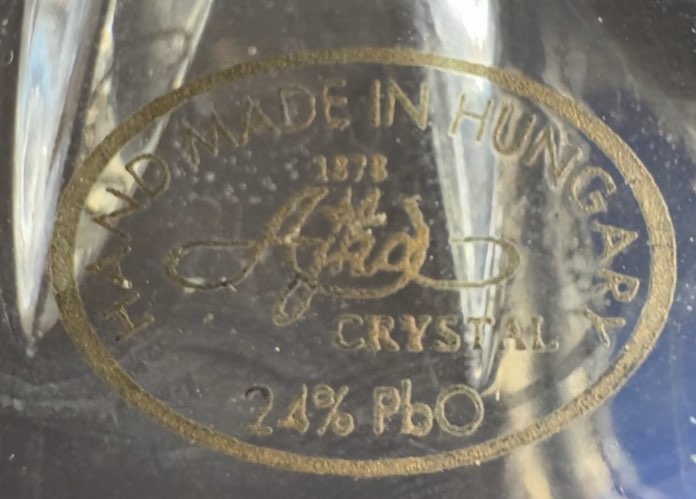 HAND MADE IN HUNGARY
1878
Ajka
CRYSTAL
24% PbO